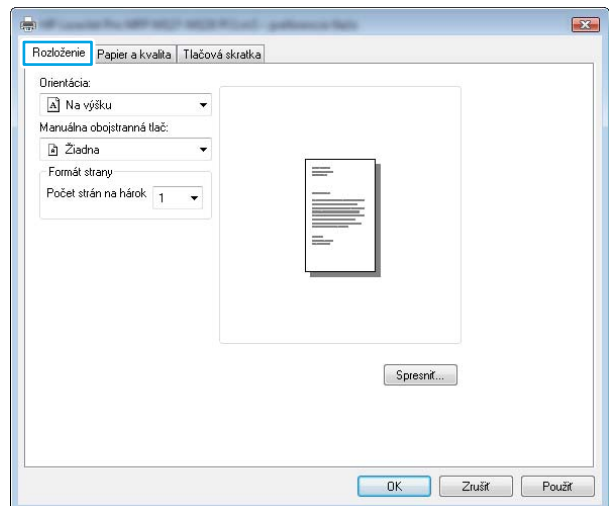 Rozloženie Papier a kvalita Tlačová skratka
Orientácia:
Na výšku
Manuálna obojstranná tlač:
Žiadna
Formát strany
Počet strán na hárok 1
Spresniť...
OK Zrušiť Použiť